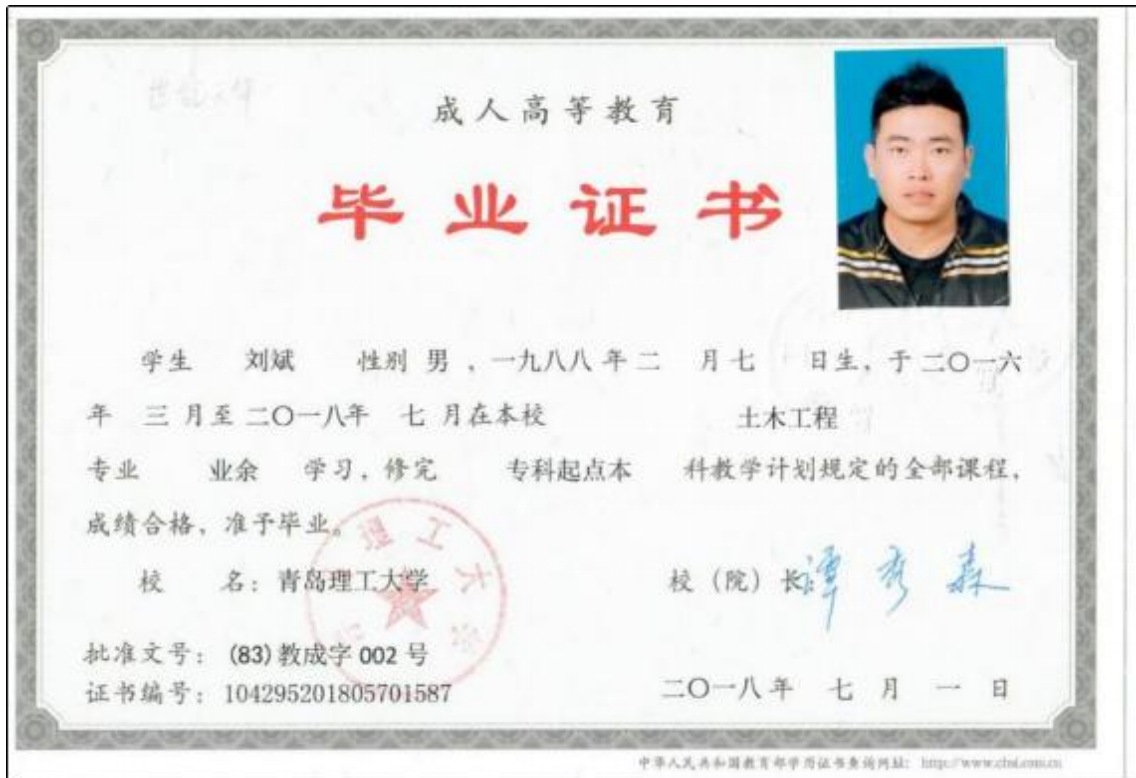 成人高等教育
毕业证书
学生 刘斌 性别 男 ，一九八八 年 二 月 七 日生，于 二〇一六
年 三 月至 二〇一八年 七 月在本校 土木工程
专业 业余 学习，修完 专科起点本 科教学计划规定的全部课程，
成绩合格，准予毕业。
校 名：青岛理工大学 校（院）长：谭秀森
批准文号： (83)教成字 002 号
证书编号： 104295201805701587 二〇一八年 七 月 一 日
中华人民共和国教育部学历证书查询网址： http://www.chsi.com.cn